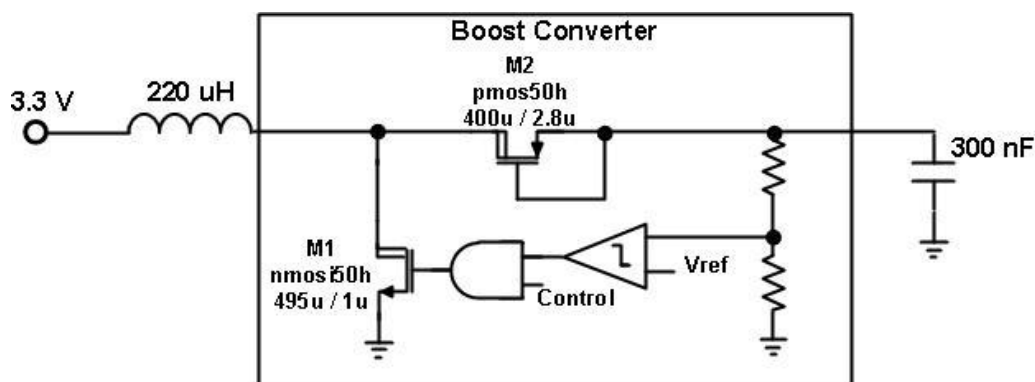 Boost Converter
3.3 V
220 uH
M2
pmos50h
400u / 2.8u
300 nF
M1
nmosi50h
495u / 1u
Control
Vref